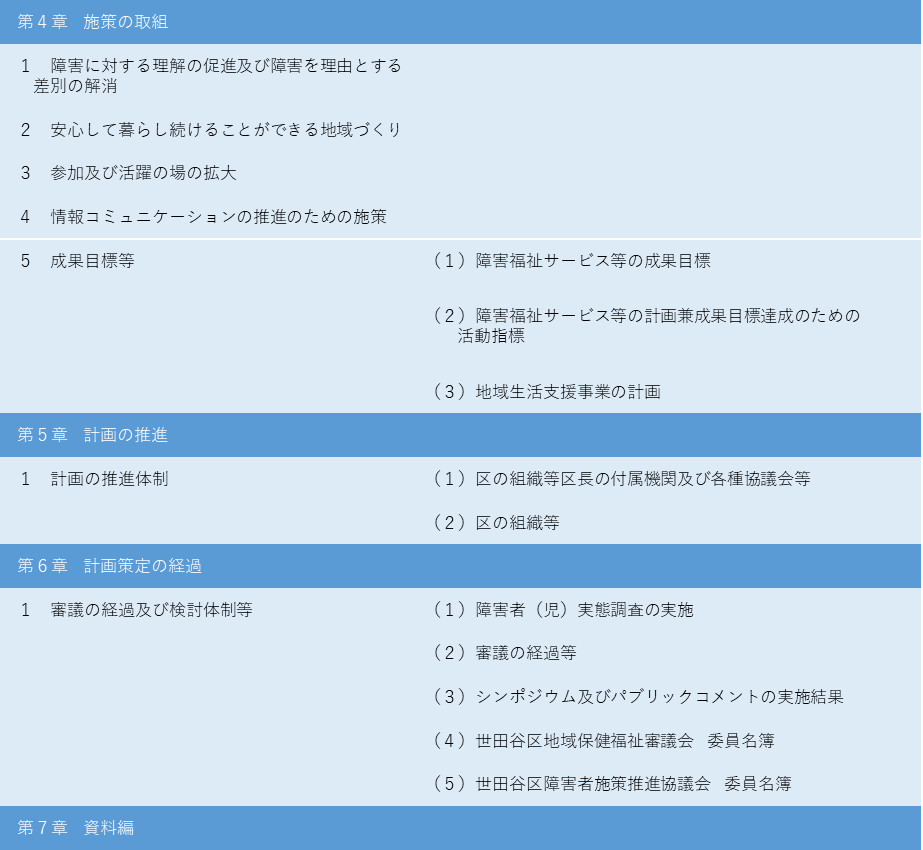 第４章　施策の取組
1　障害に対する理解の促進及び障害を理由とする
差別の解消
2　安心して暮らし続けることができる地域づくり
3　参加及び活躍の場の拡大
4　情報コミュニケーションの推進のための施策
5　成果目標等
（１）障害福祉サービス等の成果目標
（２）障害福祉サービス等の計画兼成果目標達成のための
活動指標
（３）地域生活支援事業の計画
第５章　計画の推進
1　計画の推進体制
（１）区の組織等区長の付属機関及び各種協議会等
（２）区の組織等
第６章　計画策定の経過
1　審議の経過及び検討体制等
（１）障害者（児）実態調査の実施
（２）審議の経過等
（３）シンポジウム及びパブリックコメントの実施結果
（４）世田谷区地域保健福祉審議会　委員名簿
（５）世田谷区障害者施策推進協議会　委員名簿
第７章　資料編